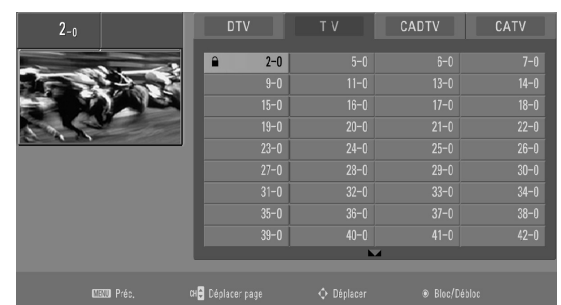 2-0
DTV TV CADTV CATV
2-0 5-0 6-0 7-0
9-0 11-0 13-0 14-0
15-0 16-0 17-0 18-0
19-0 20-0 21-0 22-0
23-0 24-0 25-0 26-0
27-0 28-0 29-0 30-0
31-0 32-0 33-0 34-0
35-0 36-0 37-0 38-0
39-0 40-0 41-0 42-0
MENU Préc. CH Déplacer page Déplacer Bloc/Débloc